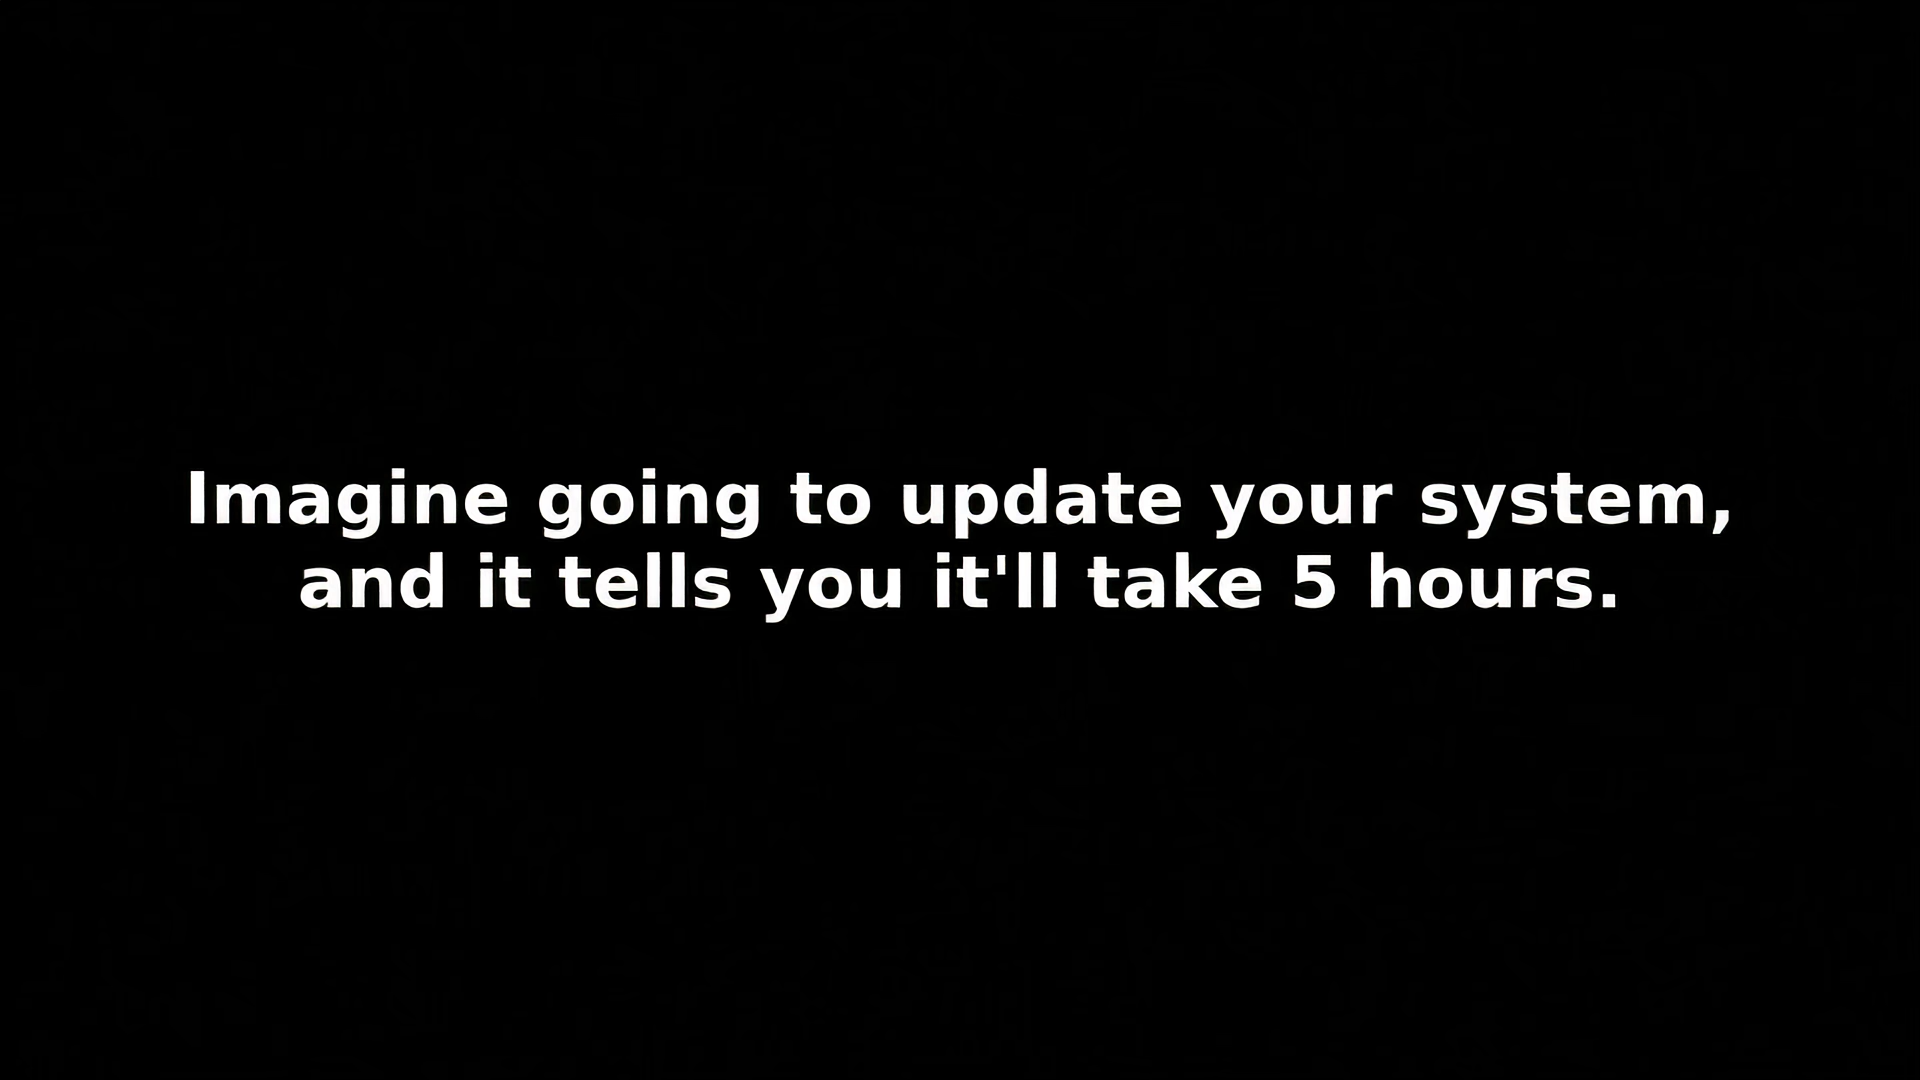 Imagine going to update your system,
and it tells you it'll take 5 hours.